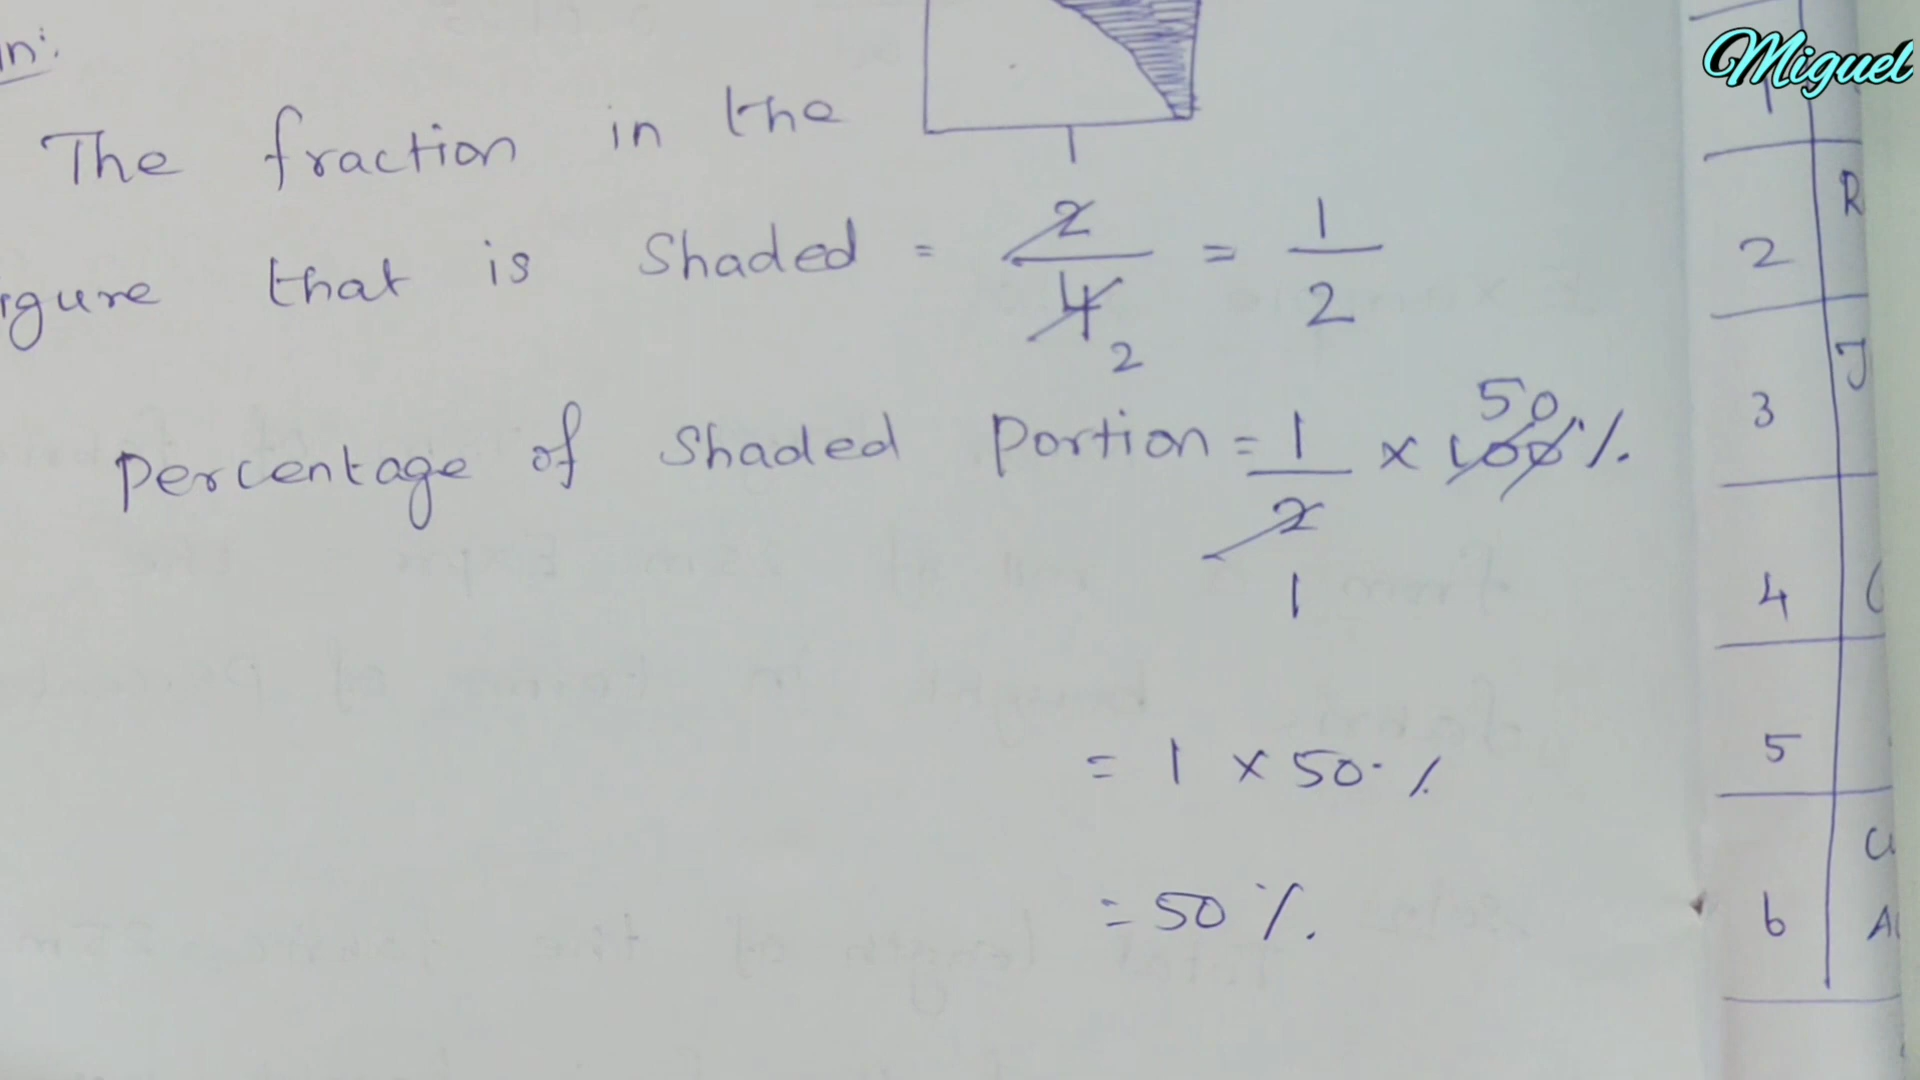 Miguel
The fraction in the
igure that is Shaded = 2/4 2 = 1/2
Percentage of Shaded Portion = 1/2 1 × 100 50 %
= 1 × 50 %
= 50 %
1
2 R
3 J
4
5
6